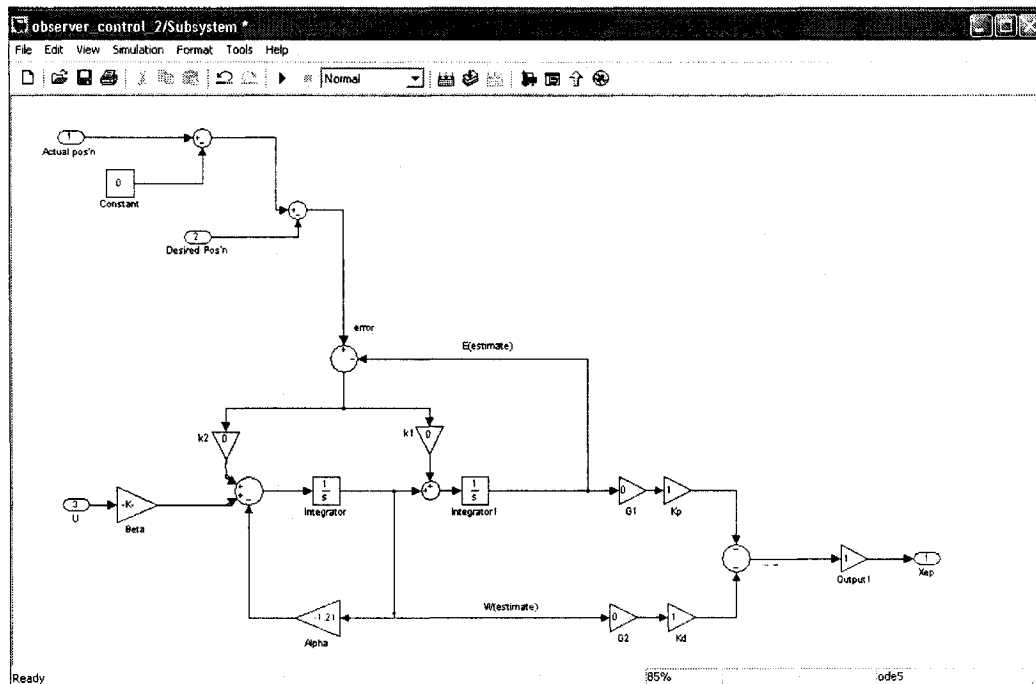 observer_control_2/Subsystem *
File Edit View Simulation Format Tools Help
Normal
1
Actual pos'n
0
Constant
2
Desired Pos'n
error
E(estimate)
k2
0
k1
0
3
U
-K-
Beta
1
s
Integrator
1
s
Integrator1
0
G1
1
Kp
1
Output1
1
Xep
-1.21
Alpha
W(estimate)
0
G2
1
Kd
Ready
85%
ode5